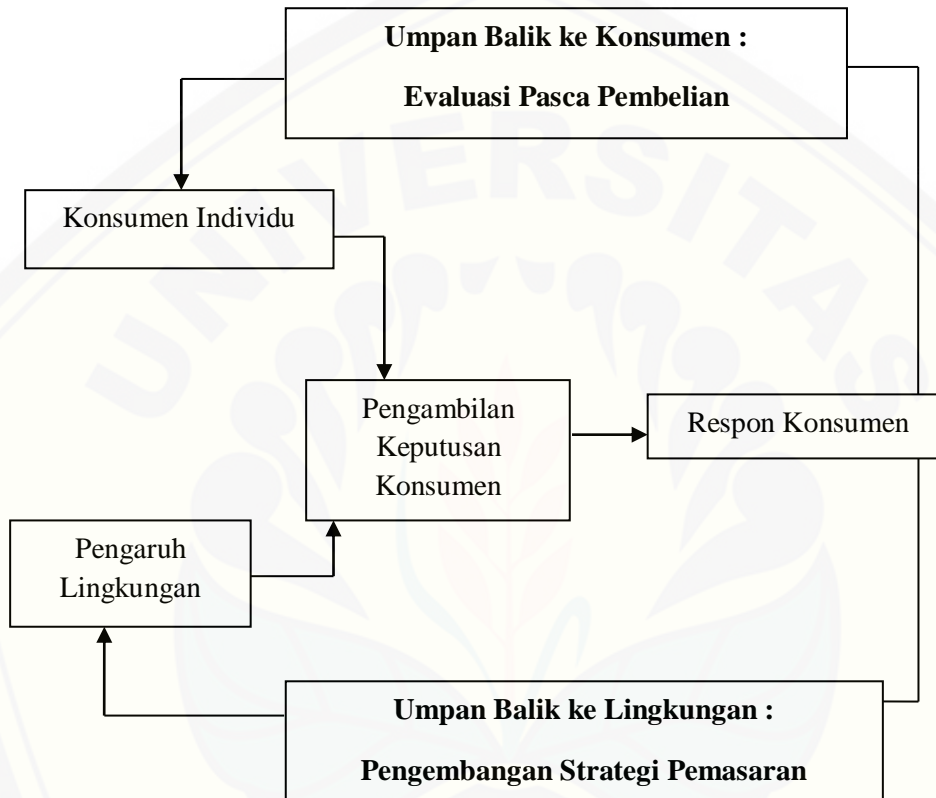 Umpan Balik ke Konsumen :
Evaluasi Pasca Pembelian
UNIVERSITAS
Konsumen Individu
Pengambilan
Keputusan
Konsumen
Respon Konsumen
Pengaruh
Lingkungan
Umpan Balik ke Lingkungan :
Pengembangan Strategi Pemasaran